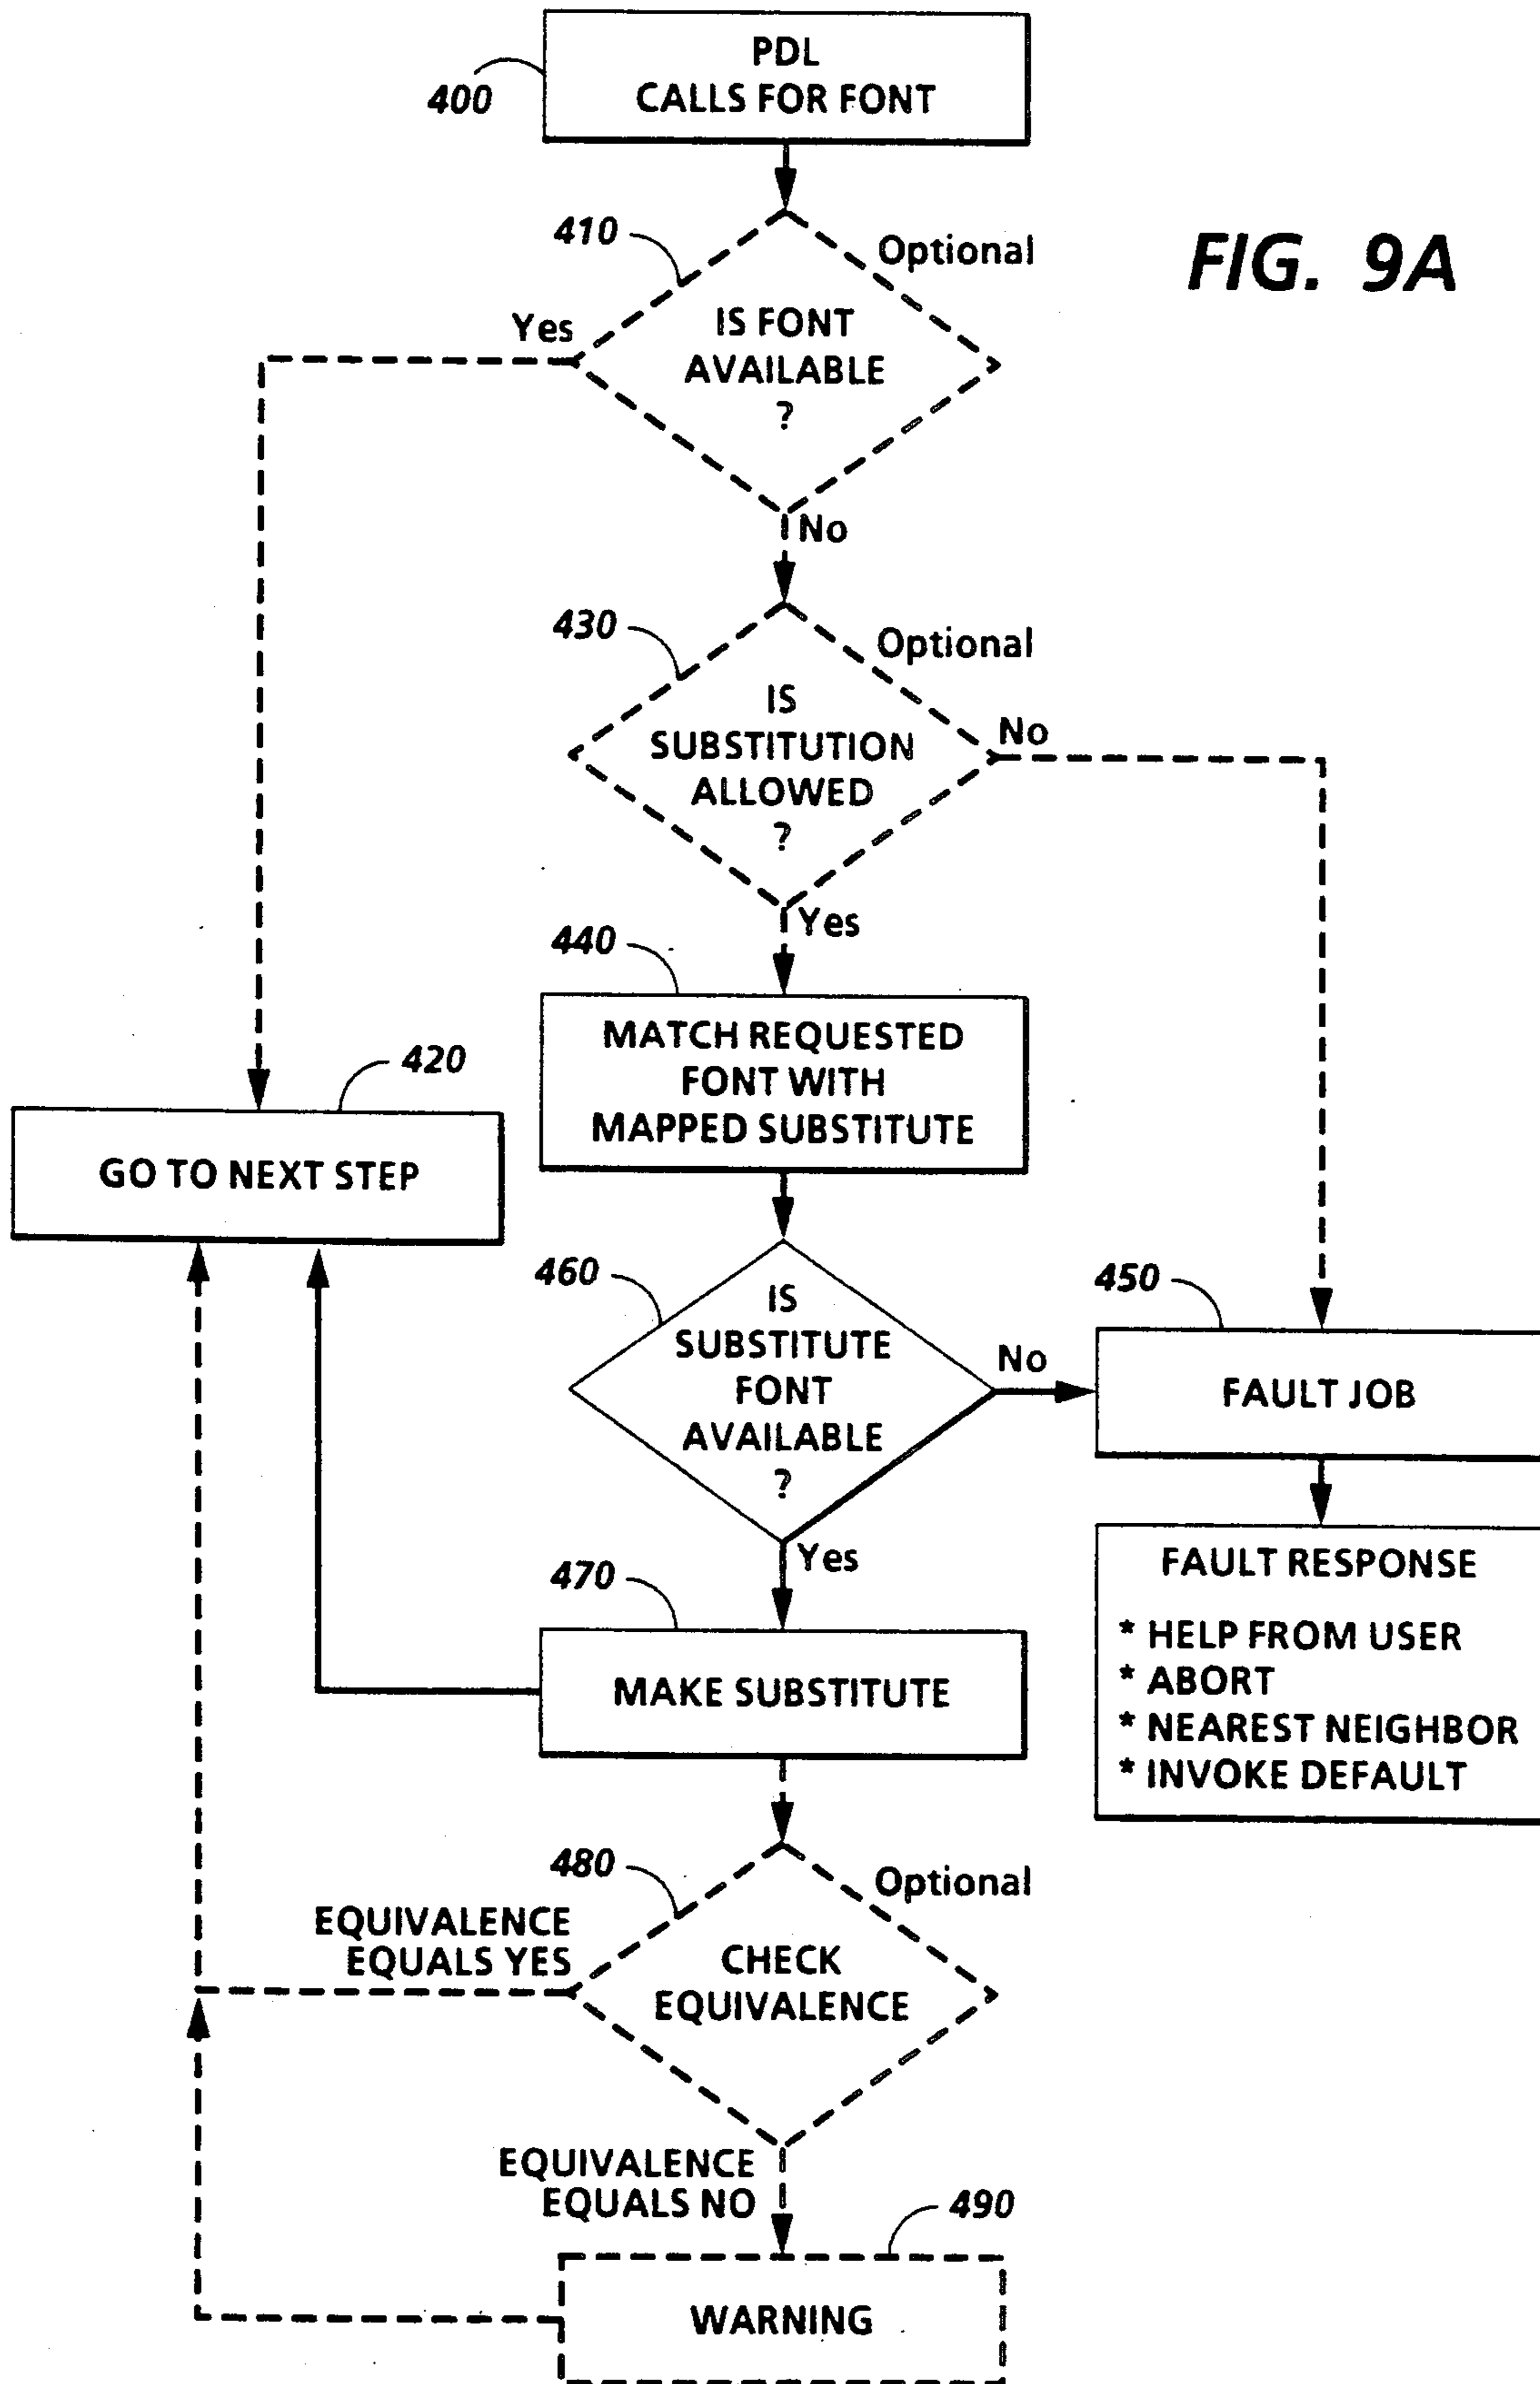 PDL
CALLS FOR FONT
400
410
Optional
FIG. 9A
Yes
IS FONT
AVAILABLE
?
No
430
Optional
IS
SUBSTITUTION
ALLOWED
?
No
Yes
440
MATCH REQUESTED
FONT WITH
MAPPED SUBSTITUTE
420
GO TO NEXT STEP
460
IS
SUBSTITUTE
FONT
AVAILABLE
?
No
450
FAULT JOB
Yes
FAULT RESPONSE
* HELP FROM USER
* ABORT
* NEAREST NEIGHBOR
* INVOKE DEFAULT
470
MAKE SUBSTITUTE
480
Optional
EQUIVALENCE
EQUALS YES
CHECK
EQUIVALENCE
EQUIVALENCE
EQUALS NO
490
WARNING